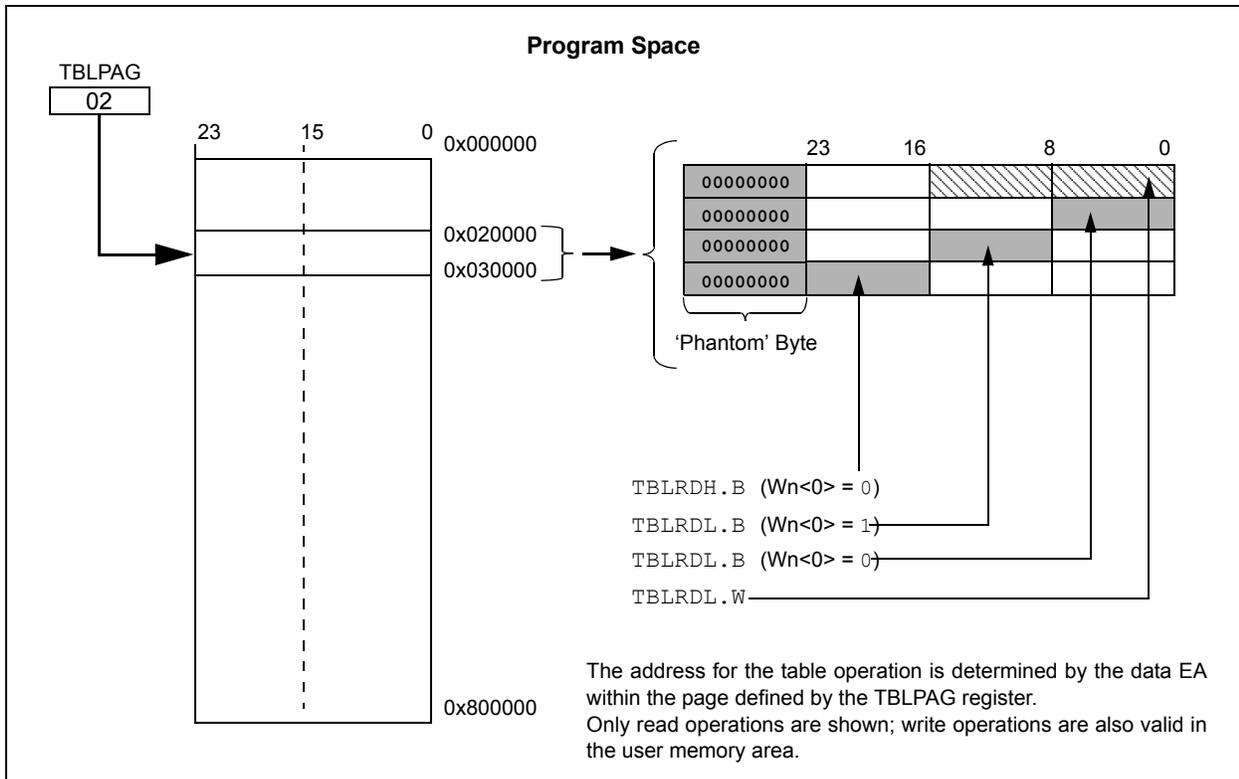 Program Space
TBLPAG
02
23 15 0
0x000000
0x020000
0x030000
0x800000
23 16 8 0
00000000
00000000
00000000
00000000
‘Phantom’ Byte
TBLRDH.B (Wn<0> = 0)
TBLRDL.B (Wn<0> = 1)
TBLRDL.B (Wn<0> = 0)
TBLRDL.W
The address for the table operation is determined by the data EA
within the page defined by the TBLPAG register.
Only read operations are shown; write operations are also valid in
the user memory area.